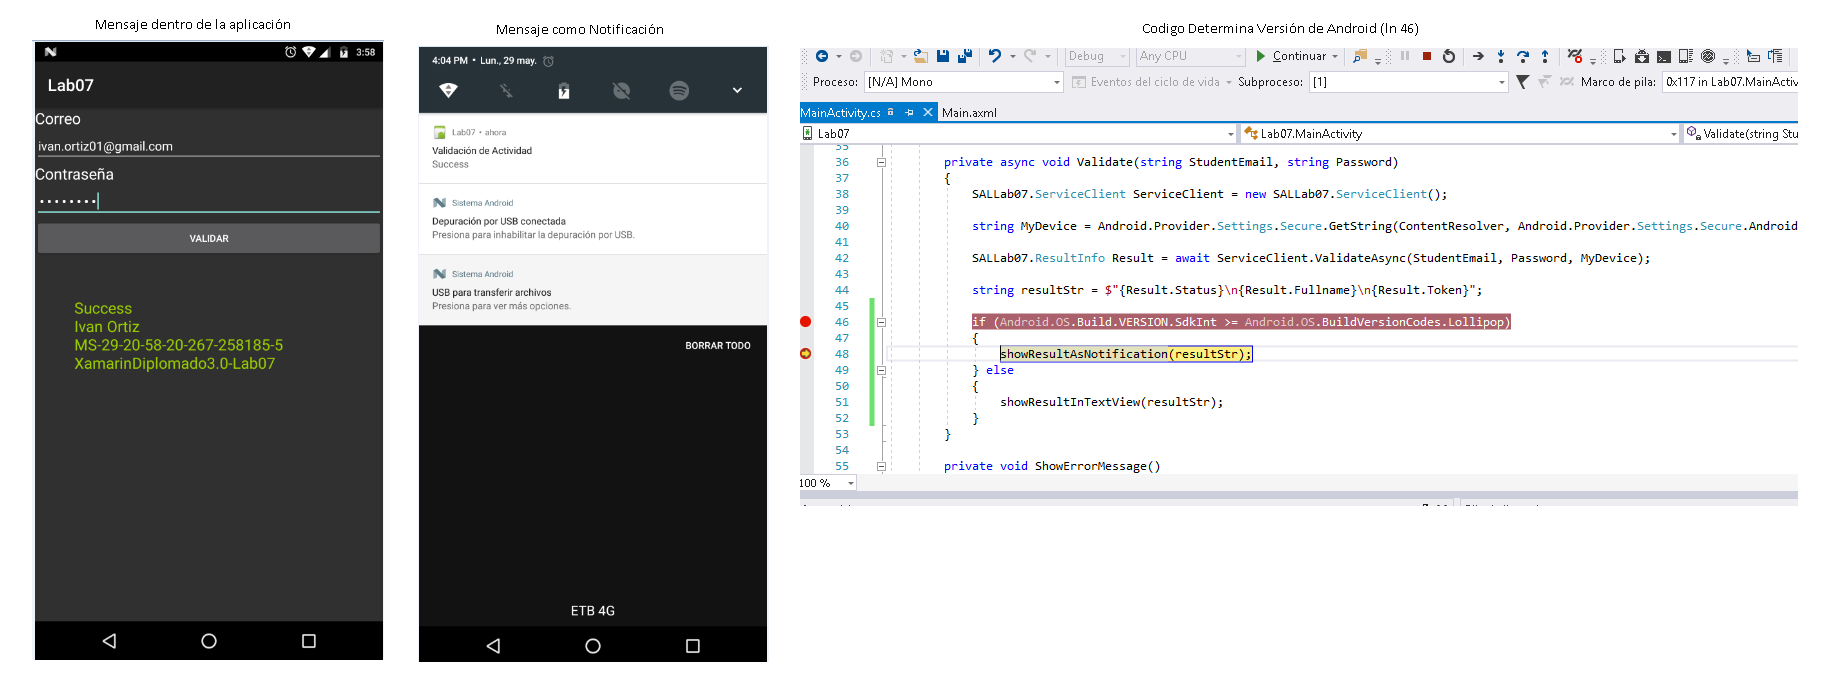 Mensaje dentro de la aplicación
3:58
Lab07
Correo
ivan.ortiz01@gmail.com
Contraseña
VALIDAR
Success
Ivan Ortiz
MS-29-20-58-20-267-258185-5
XamarinDiplomado3.0-Lab07
Mensaje como Notificación
4:04 PM • Lun., 29 may.
Lab07 • ahora
Validación de Actividad
Success
Sistema Android
Depuración por USB conectada
Presiona para inhabilitar la depuración por USB.
Sistema Android
USB para transferir archivos
Presiona para ver más opciones.
BORRAR TODO
ETB 4G
Codigo Determina Versión de Android (ln 46)
Debug Any CPU Continuar
Proceso: [N/A] Mono Eventos del ciclo de vida Subproceso: [1] Marco de pila: 0x117 in Lab07.MainActiv
MainActivity.cs Main.axml
Lab07 Lab07.MainActivity Validate(string Stu
35
36 private async void Validate(string StudentEmail, string Password)
37 {
38 SALLab07.ServiceClient ServiceClient = new SALLab07.ServiceClient();
39
40 string MyDevice = Android.Provider.Settings.Secure.GetString(ContentResolver, Android.Provider.Settings.Secure.Android
41
42 SALLab07.ResultInfo Result = await ServiceClient.ValidateAsync(StudentEmail, Password, MyDevice);
43
44 string resultStr = $"{Result.Status}\n{Result.Fullname}\n{Result.Token}";
45
46 if (Android.OS.Build.VERSION.SdkInt >= Android.OS.BuildVersionCodes.Lollipop)
47 {
48 showResultAsNotification(resultStr);
49 } else
50 {
51 showResultInTextView(resultStr);
52 }
53 }
54
55 private void ShowErrorMessage()
100 %